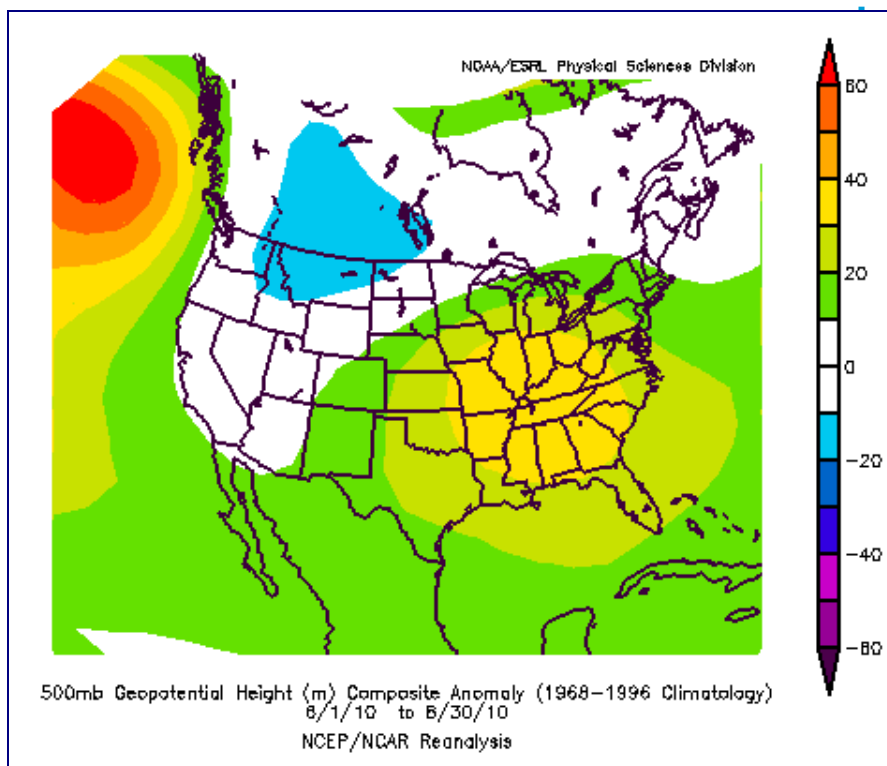 NOAA/ESRL Physical Sciences Division
60
40
20
0
−20
−40
−60
500mb Geopotential Height (m) Composite Anomaly (1968−1996 Climatology)
6/1/10 to 6/30/10
NCEP/NCAR Reanalysis